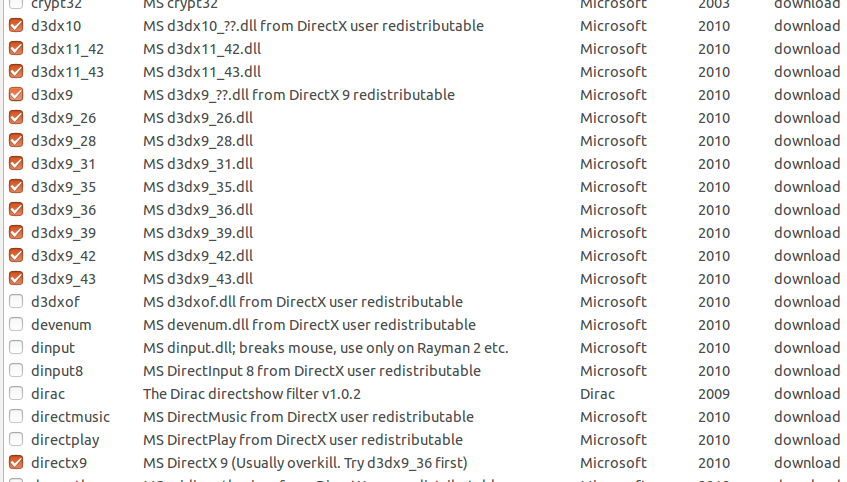 crypt32 MS crypt32 Microsoft 2003 download
d3dx10 MS d3dx10_??.dll from DirectX user redistributable Microsoft 2010 download
d3dx11_42 MS d3dx11_42.dll Microsoft 2010 download
d3dx11_43 MS d3dx11_43.dll Microsoft 2010 download
d3dx9 MS d3dx9_??.dll from DirectX 9 redistributable Microsoft 2010 download
d3dx9_26 MS d3dx9_26.dll Microsoft 2010 download
d3dx9_28 MS d3dx9_28.dll Microsoft 2010 download
d3dx9_31 MS d3dx9_31.dll Microsoft 2010 download
d3dx9_35 MS d3dx9_35.dll Microsoft 2010 download
d3dx9_36 MS d3dx9_36.dll Microsoft 2010 download
d3dx9_39 MS d3dx9_39.dll Microsoft 2010 download
d3dx9_42 MS d3dx9_42.dll Microsoft 2010 download
d3dx9_43 MS d3dx9_43.dll Microsoft 2010 download
d3dxof MS d3dxof.dll from DirectX user redistributable Microsoft 2010 download
devenum MS devenum.dll from DirectX user redistributable Microsoft 2010 download
dinput MS dinput.dll; breaks mouse, use only on Rayman 2 etc. Microsoft 2010 download
dinput8 MS DirectInput 8 from DirectX user redistributable Microsoft 2010 download
dirac The Dirac directshow filter v1.0.2 Dirac 2009 download
directmusic MS DirectMusic from DirectX user redistributable Microsoft 2010 download
directplay MS DirectPlay from DirectX user redistributable Microsoft 2010 download
directx9 MS DirectX 9 (Usually overkill. Try d3dx9_36 first) Microsoft 2010 download